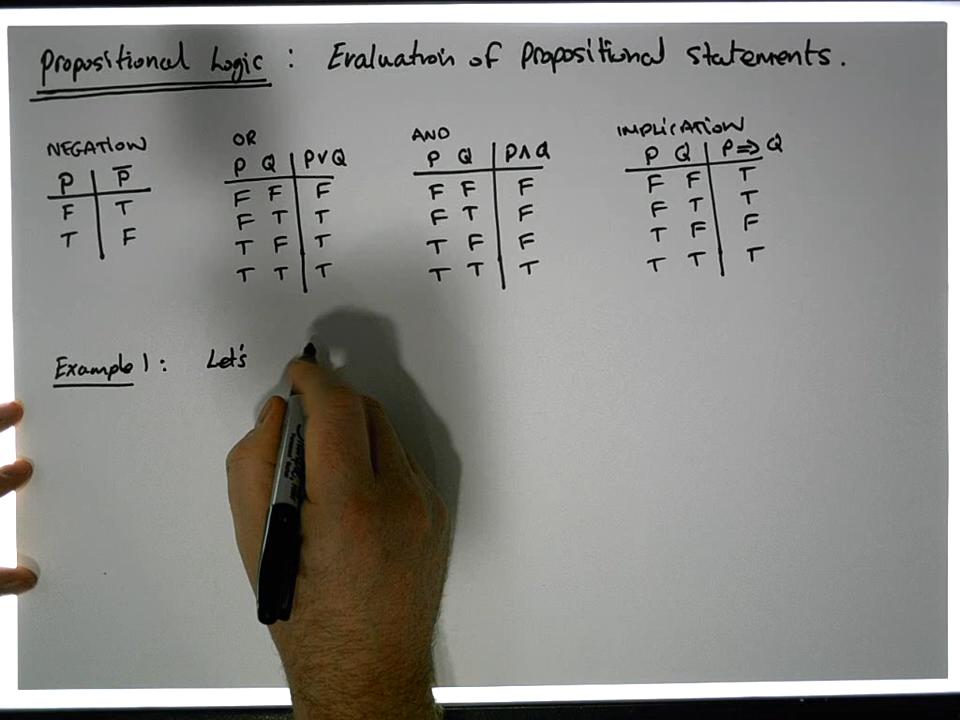 Propositional Logic : Evaluation of Propositional Statements.
NEGATION
P | P̅
F | T
T | F
OR
P Q | P∨Q
F F | F
F T | T
T F | T
T T | T
AND
P Q | P∧Q
F F | F
F T | F
T F | F
T T | T
IMPLICATION
P Q | P⇒Q
F F | T
F T | T
T F | F
T T | T
Example 1: Let's